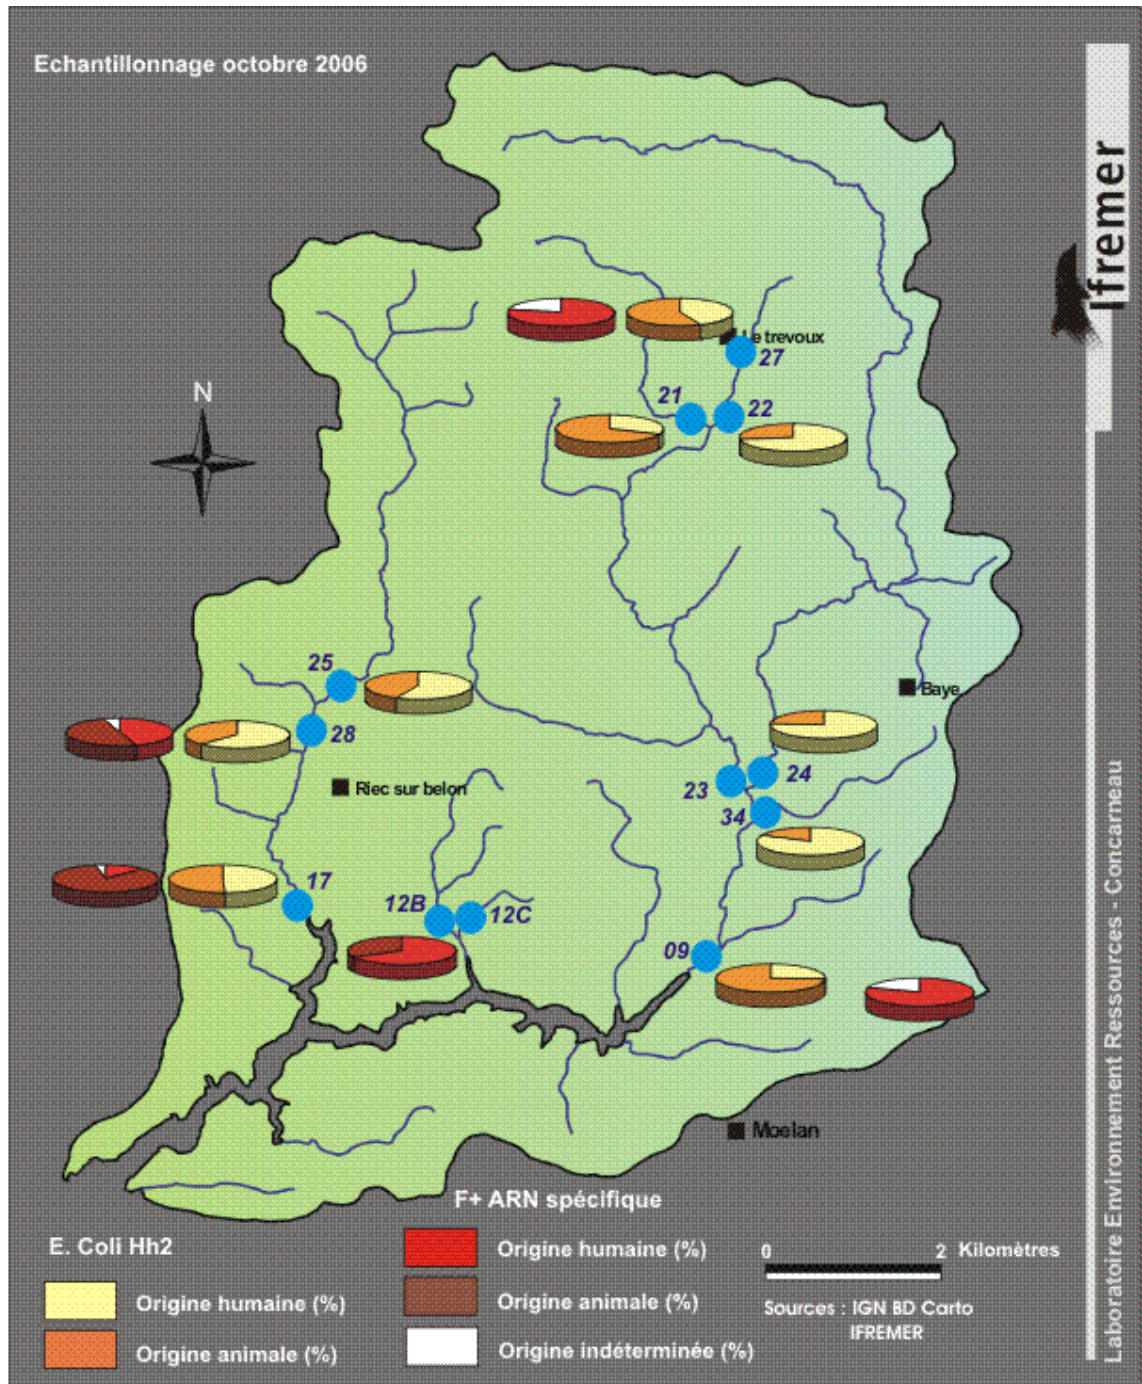 Echantillonnage octobre 2006
Ifremer
N
Le trevoux
27
21
22
25
28
Baye
Riec sur belon
24
23
34
17
12B
12C
09
Moelan
F+ ARN spécifique
E. Coli Hh2
Origine humaine (%)
Origine animale (%)
Origine humaine (%)
Origine animale (%)
Origine indéterminée (%)
0 2 Kilomètres
Sources : IGN BD Carto
IFREMER
Laboratoire Environnement Ressources - Concarneau